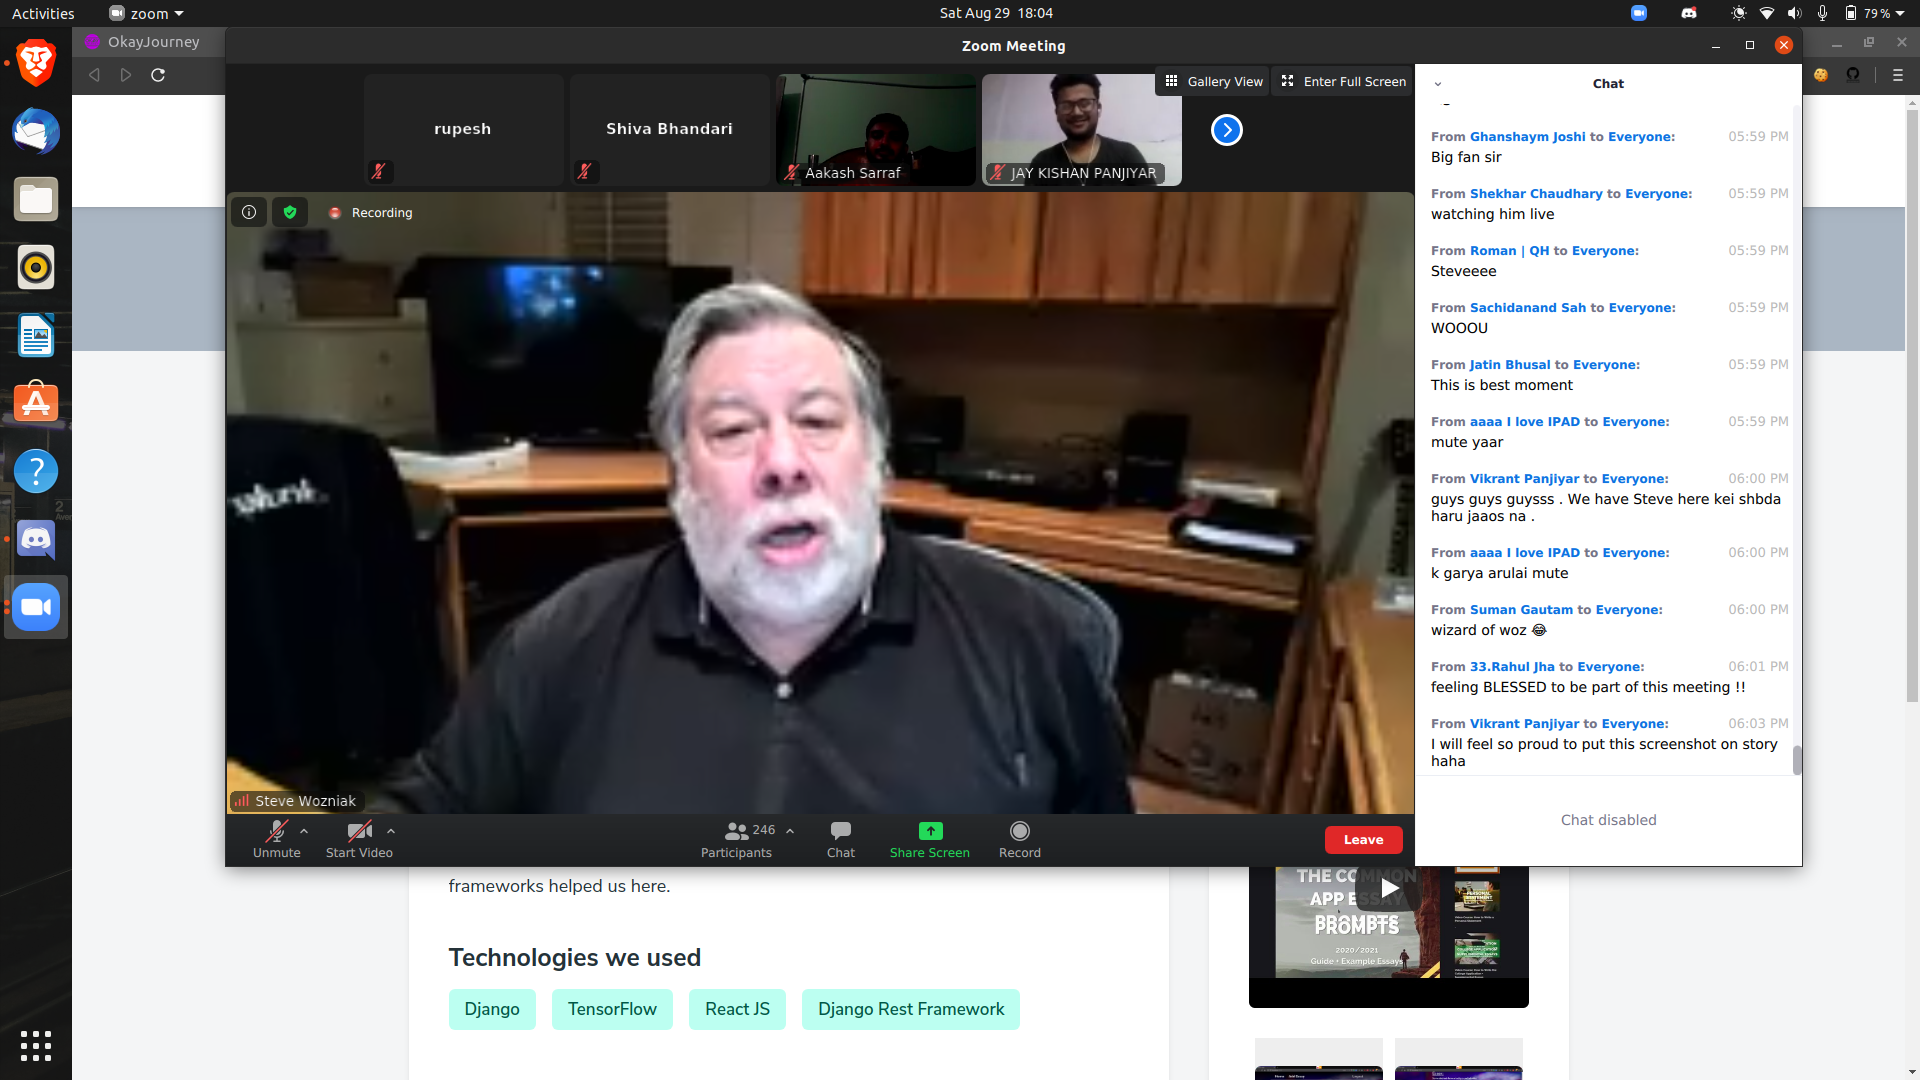 Activities
zoom
Sat Aug 29 18:04
79 %
OkayJourney
Zoom Meeting
rupesh
Shiva Bhandari
Aakash Sarraf
JAY KISHAN PANJIYAR
Gallery View
Enter Full Screen
Recording
splunk>
Steve Wozniak
Unmute
Start Video
246
Participants
Chat
Share Screen
Record
Leave
Chat
From Ghanshaym Joshi to Everyone: 05:59 PM
Big fan sir
From Shekhar Chaudhary to Everyone: 05:59 PM
watching him live
From Roman | QH to Everyone: 05:59 PM
Steveeee
From Sachidanand Sah to Everyone: 05:59 PM
WOOOU
From Jatin Bhusal to Everyone: 05:59 PM
This is best moment
From aaaa I love IPAD to Everyone: 05:59 PM
mute yaar
From Vikrant Panjiyar to Everyone: 06:00 PM
guys guys guysss . We have Steve here kei shbda
haru jaaos na .
From aaaa I love IPAD to Everyone: 06:00 PM
k garya arulai mute
From Suman Gautam to Everyone: 06:00 PM
wizard of woz 😂
From 33.Rahul Jha to Everyone: 06:01 PM
feeling BLESSED to be part of this meeting !!
From Vikrant Panjiyar to Everyone: 06:03 PM
I will feel so proud to put this screenshot on story
haha
Chat disabled
frameworks helped us here.
Technologies we used
Django
TensorFlow
React JS
Django Rest Framework
THE COMMON
APP ESSAY
PROMPTS
2020/2021
Guide + Example Essays
PERSONAL
STATEMENT